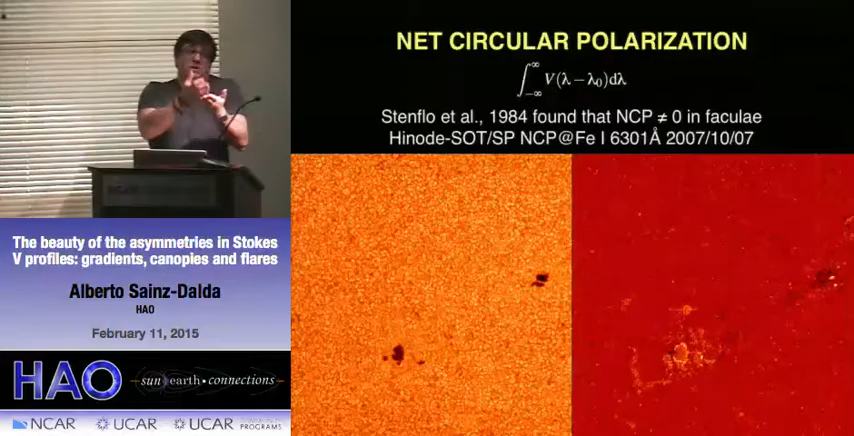 NET CIRCULAR POLARIZATION
∫_{-∞}^{∞} V(λ − λ₀)dλ
Stenflo et al., 1984 found that NCP ≠ 0 in faculae
Hinode-SOT/SP NCP@Fe I 6301Å 2007/10/07
The beauty of the asymmetries in Stokes
V profiles: gradients, canopies and flares
Alberto Sainz-Dalda
HAO
February 11, 2015
HAO
sun earth • connections
NCAR
UCAR
UCAR
PROGRAMS